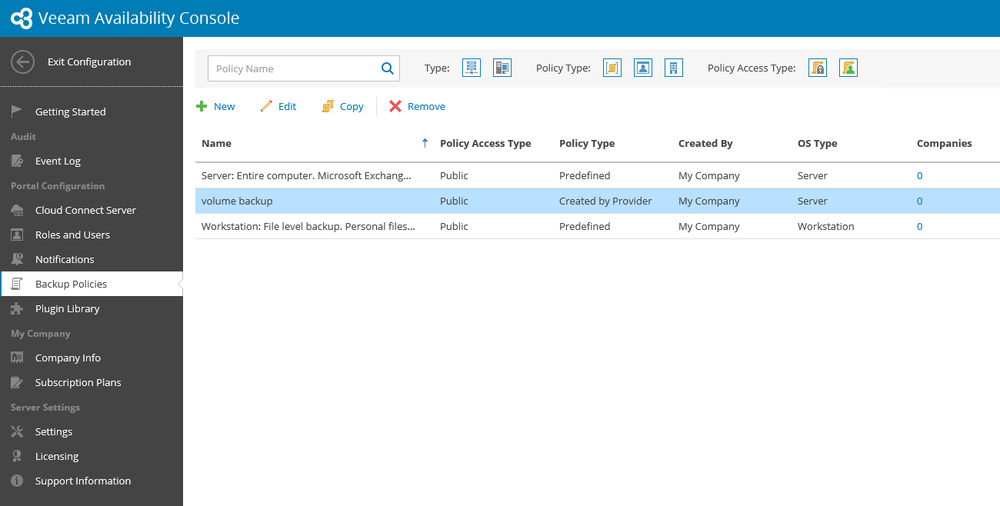 Veeam Availability Console
Exit Configuration
Getting Started
Audit
Event Log
Portal Configuration
Cloud Connect Server
Roles and Users
Notifications
Backup Policies
Plugin Library
My Company
Company Info
Subscription Plans
Server Settings
Settings
Licensing
Support Information
Policy Name Type: Policy Type: Policy Access Type:
New Edit Copy Remove
Name Policy Access Type Policy Type Created By OS Type Companies
Server: Entire computer. Microsoft Exchang... Public Predefined My Company Server 0
volume backup Public Created by Provider My Company Server 0
Workstation: File level backup. Personal files... Public Predefined My Company Workstation 0